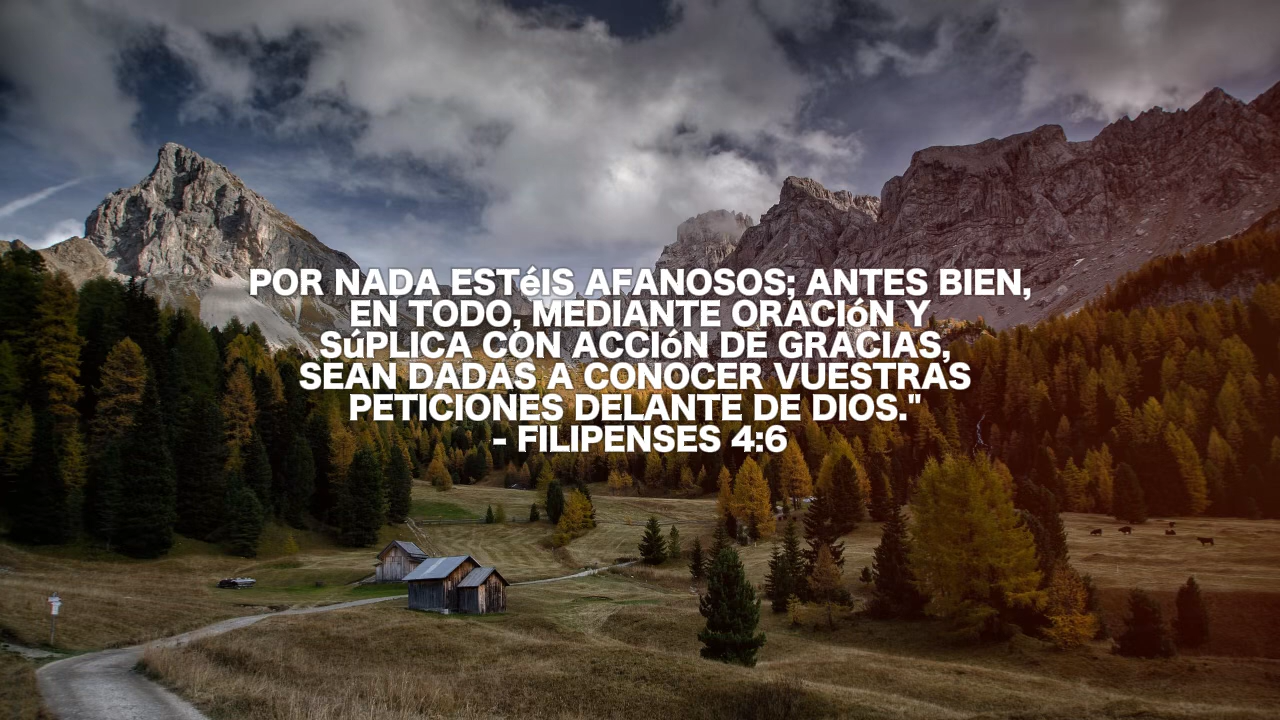 POR NADA ESTéIS AFANOSOS; ANTES BIEN,
EN TODO, MEDIANTE ORACIóN Y
SúPLICA CON ACCIóN DE GRACIAS,
SEAN DADAS A CONOCER VUESTRAS
PETICIONES DELANTE DE DIOS."
- FILIPENSES 4:6